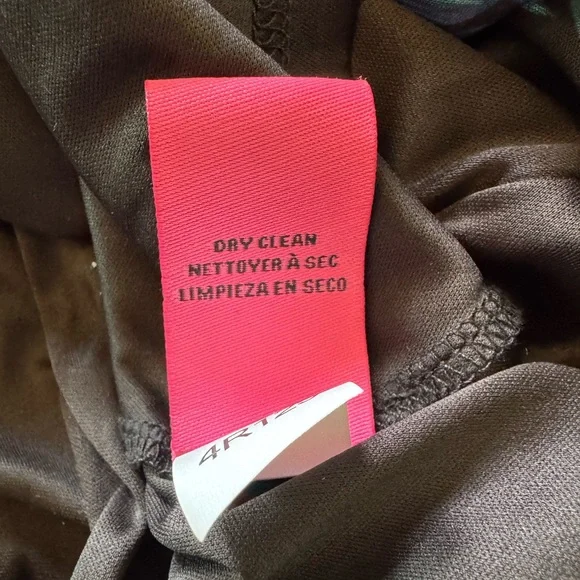 DRY CLEAN
NETTOYER À SEC
LIMPIEZA EN SECO